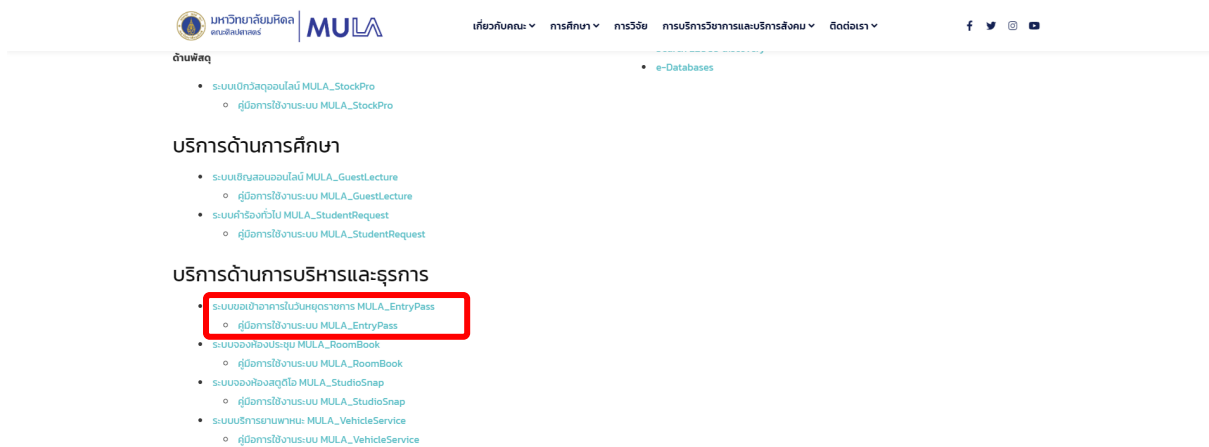 มหาวิทยาลัยมหิดล
คณะศิลปศาสตร์
MULA
เกี่ยวกับคณะ การศึกษา การวิจัย การบริการวิชาการและบริการสังคม ติดต่อเรา
ด้านพัสดุ
ระบบเบิกวัสดุออนไลน์ MULA_StockPro
คู่มือการใช้งานระบบ MULA_StockPro
e-Databases
บริการด้านการศึกษา
ระบบเชิญสอนออนไลน์ MULA_GuestLecture
คู่มือการใช้งานระบบ MULA_GuestLecture
ระบบคำร้องทั่วไป MULA_StudentRequest
คู่มือการใช้งานระบบ MULA_StudentRequest
บริการด้านการบริหารและธุรการ
ระบบขอเข้าอาคารในวันหยุดราชการ MULA_EntryPass
คู่มือการใช้งานระบบ MULA_EntryPass
ระบบจองห้องประชุม MULA_RoomBook
คู่มือการใช้งานระบบ MULA_RoomBook
ระบบจองห้องสตูดิโอ MULA_StudioSnap
คู่มือการใช้งานระบบ MULA_StudioSnap
ระบบบริการยานพาหนะ MULA_VehicleService
คู่มือการใช้งานระบบ MULA_VehicleService